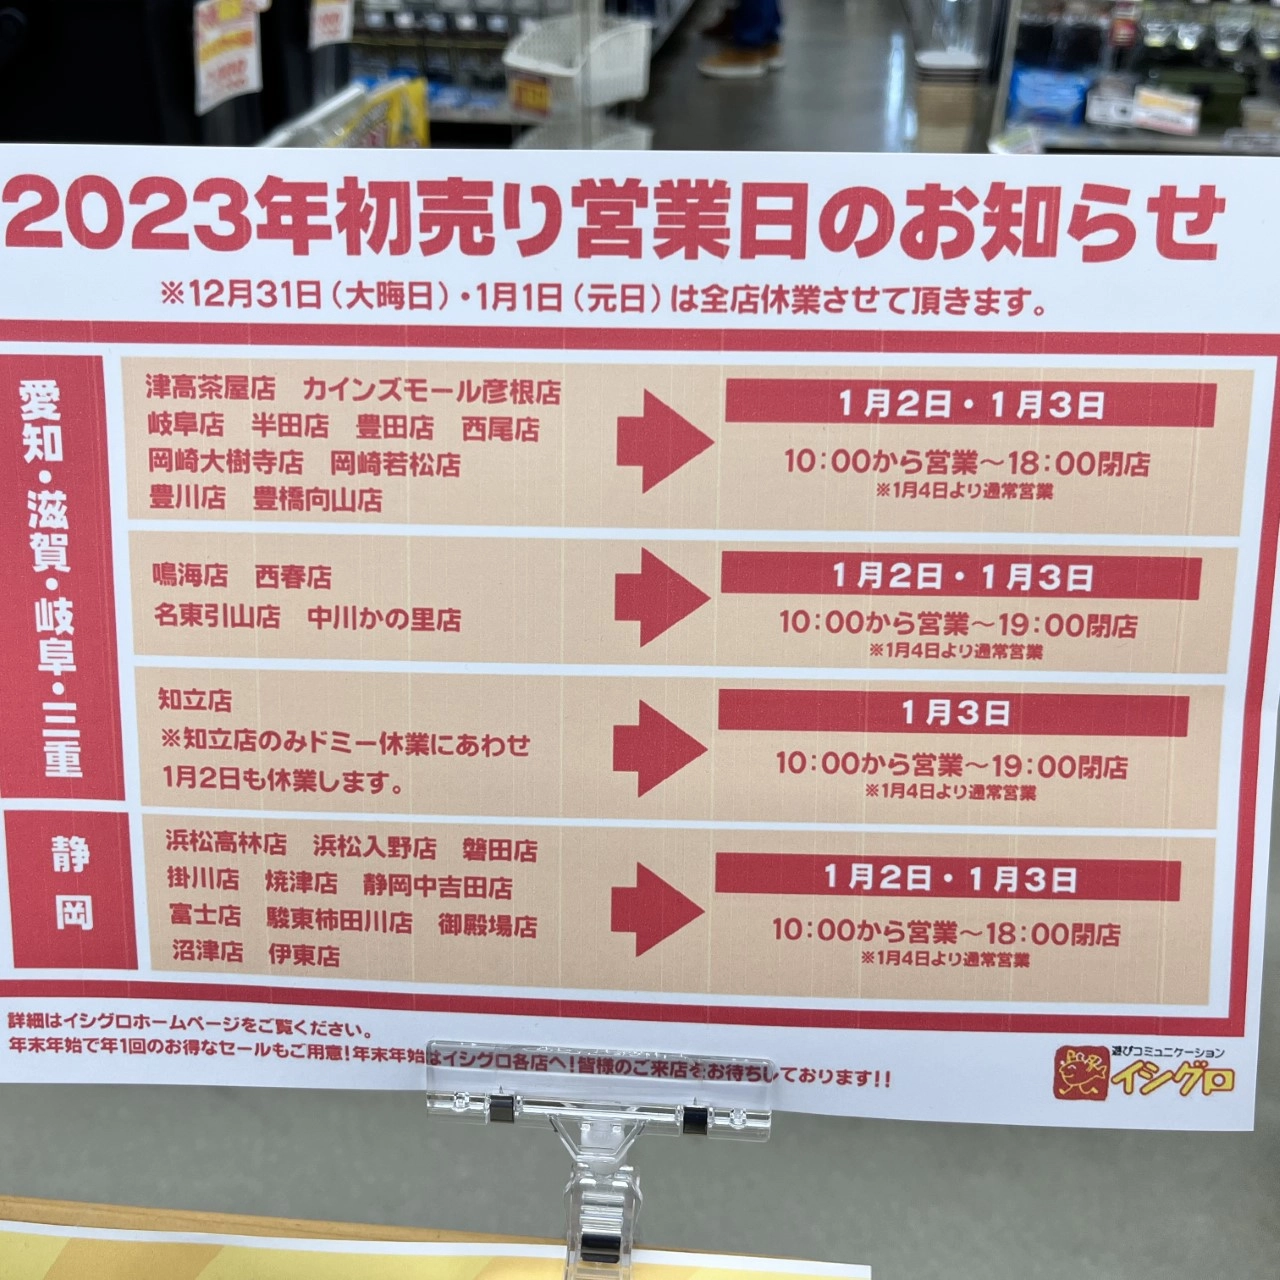 2023年初売り営業日のお知らせ
※12月31日（大晦日）・1月1日（元日）は全店休業させて頂きます。
愛知・滋賀・岐阜・三重
津高茶屋店　カインズモール彦根店
岐阜店　半田店　豊田店　西尾店
岡崎大樹寺店　岡崎若松店
豊川店　豊橋向山店
1月2日・1月3日
10:00から営業～18:00閉店
※1月4日より通常営業
鳴海店　西春店
名東引山店　中川かの里店
1月2日・1月3日
10:00から営業～19:00閉店
※1月4日より通常営業
知立店
※知立店のみドミー休業にあわせ
1月2日も休業します。
1月3日
10:00から営業～19:00閉店
※1月4日より通常営業
静岡
浜松高林店　浜松入野店　磐田店
掛川店　焼津店　静岡中吉田店
富士店　駿東柿田川店　御殿場店
沼津店　伊東店
1月2日・1月3日
10:00から営業～18:00閉店
※1月4日より通常営業
詳細はイシグロホームページをご覧ください。
年末年始で年1回のお得なセールもご用意!年末年始はイシグロ各店へ!皆様のご来店をお待ちしております!!
遊びコミュニケーション
イシグロ